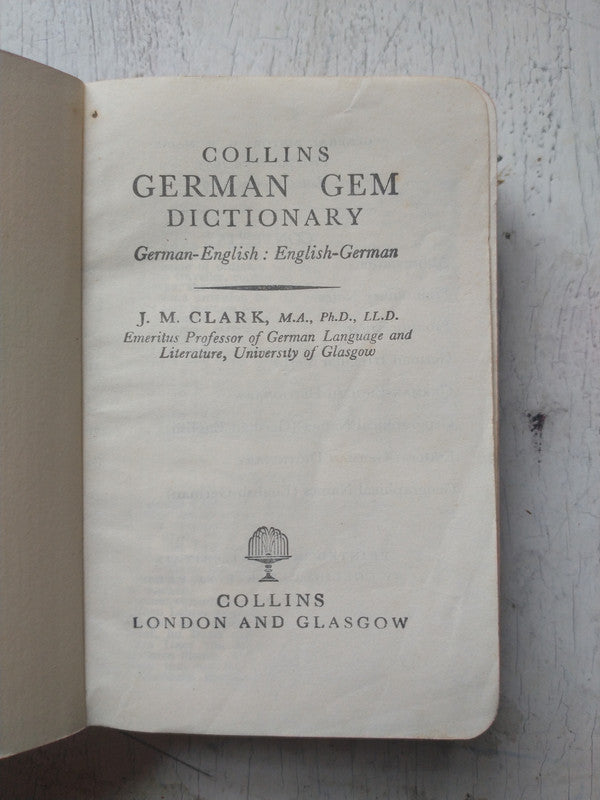 COLLINS
GERMAN GEM
DICTIONARY
German-English : English-German
J. M. CLARK, M.A., Ph.D., LL.D.
Emeritus Professor of German Language and
Literature, University of Glasgow
COLLINS
LONDON AND GLASGOW